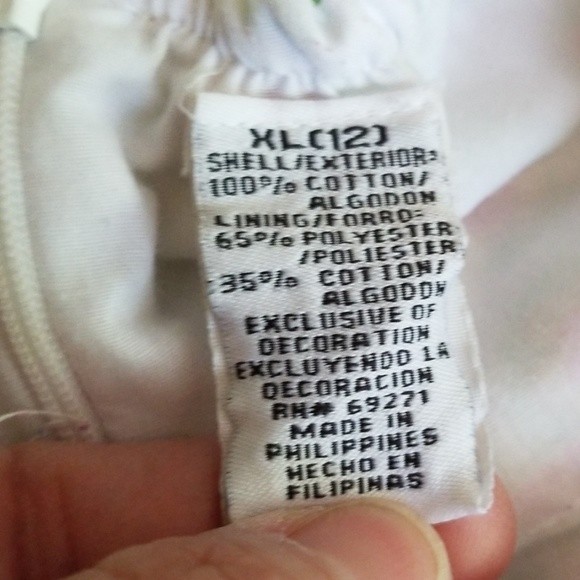 XL(12)
SHELL/EXTERIOR:
100% COTTON/
ALGODON
LINING/FORRO:
65% POLYESTER
/POLIESTER
35% COTTON/
ALGODON
EXCLUSIVE OF
DECORATION
EXCLUYENDO LA
DECORACION
RN# 69271
MADE IN
PHILIPPINES
HECHO EN
FILIPINAS